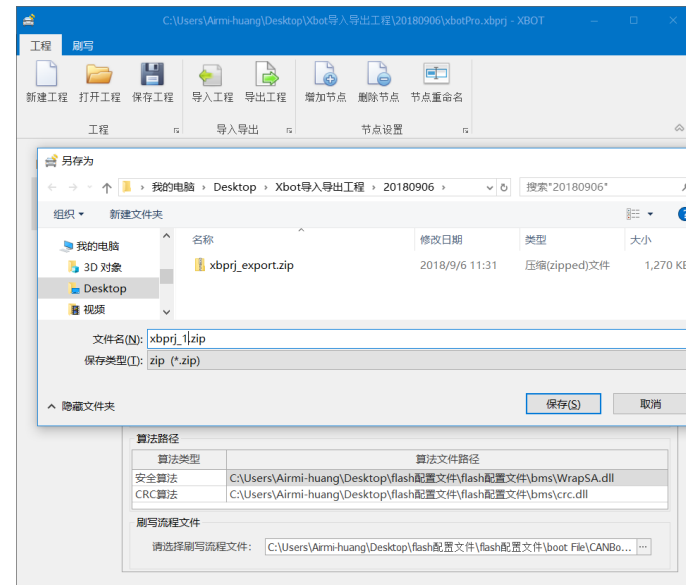 C:\Users\Airmi-huang\Desktop\Xbot导入导出工程\20180906\xbotPro.xbprj - XBOT
工程 刷写
新建工程 打开工程 保存工程 导入工程 导出工程 增加节点 删除节点 节点重命名
工程 导入导出 节点设置
另存为
我的电脑 › Desktop › Xbot导入导出工程 › 20180906 › 搜索"20180906"
组织 新建文件夹
名称 修改日期 类型 大小
我的电脑
3D 对象
Desktop
视频
xbprj_export.zip 2018/9/6 11:31 压缩(zipped)文件 1,270 KB
文件名(N): xbprj_1.zip
保存类型(T): zip (*.zip)
隐藏文件夹 保存(S) 取消
算法路径
算法类型 算法文件路径
安全算法 C:\Users\Airmi-huang\Desktop\flash配置文件\flash配置文件\bms\WrapSA.dll
CRC算法 C:\Users\Airmi-huang\Desktop\flash配置文件\flash配置文件\bms\crc.dll
刷写流程文件
请选择刷写流程文件: C:\Users\Airmi-huang\Desktop\flash配置文件\flash配置文件\boot File\CANBo... ...